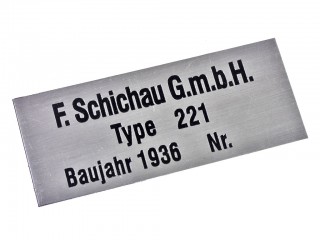 F. Schichau G.m.b.H.
Type 221
Baujahr 1936 Nr.